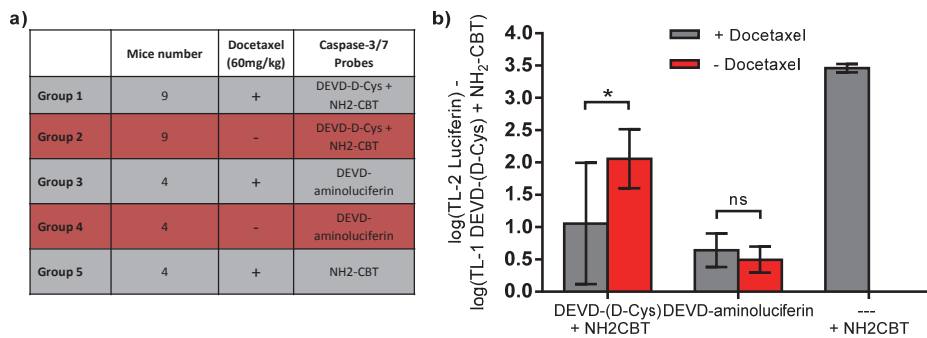 a)
Mice number
Docetaxel
(60mg/kg)
Caspase-3/7
Probes
Group 1
9
+
DEVD-D-Cys +
NH2-CBT
Group 2
9
-
DEVD-D-Cys +
NH2-CBT
Group 3
4
+
DEVD-
aminoluciferin
Group 4
4
-
DEVD-
aminoluciferin
Group 5
4
+
NH2-CBT
b)
log(TL-2 Luciferin) -
log(TL-1 DEVD-(D-Cys) + NH2-CBT)
+ Docetaxel
- Docetaxel
4.0
3.5
3.0
2.5
2.0
1.5
1.0
0.5
0.0
*
ns
DEVD-(D-Cys)
+ NH2CBT
DEVD-aminoluciferin
---
+ NH2CBT